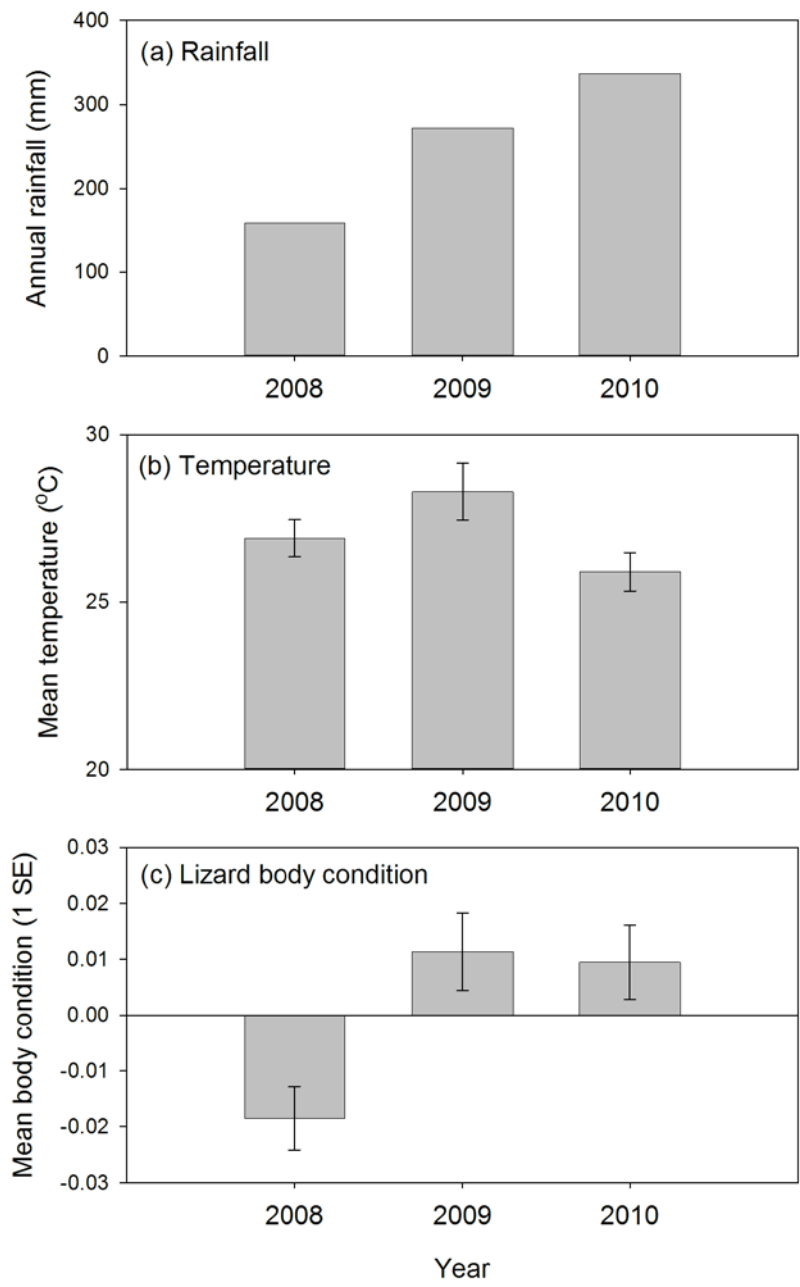 (a) Rainfall
Annual rainfall (mm)
400
300
200
100
0
2008 2009 2010
(b) Temperature
Mean temperature (⁰C)
30
25
20
2008 2009 2010
(c) Lizard body condition
Mean body condition (1 SE)
0.03
0.02
0.01
0.00
-0.01
-0.02
-0.03
2008 2009 2010
Year